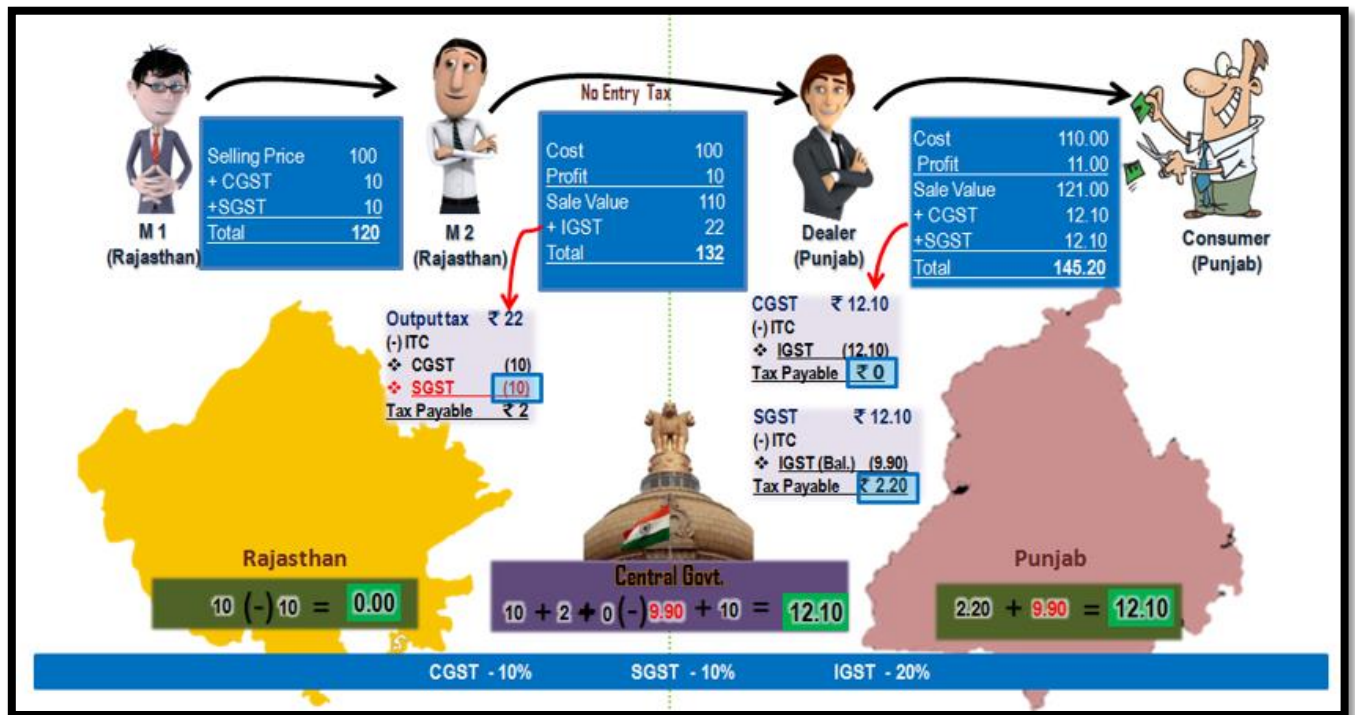 No Entry Tax
Selling Price 100
+ CGST 10
+SGST 10
Total 120
Cost 100
Profit 10
Sale Value 110
+ IGST 22
Total 132
Cost 110.00
Profit 11.00
Sale Value 121.00
+ CGST 12.10
+SGST 12.10
Total 145.20
M 1
(Rajasthan)
M 2
(Rajasthan)
Dealer
(Punjab)
Consumer
(Punjab)
Output tax ₹ 22
(-) ITC
❖ CGST (10)
❖ SGST (10)
Tax Payable ₹ 2
CGST ₹ 12.10
(-) ITC
❖ IGST (12.10)
Tax Payable ₹ 0
SGST ₹ 12.10
(-) ITC
❖ IGST (Bal.) (9.90)
Tax Payable ₹ 2.20
Rajasthan
10 (-) 10 = 0.00
Central Govt.
10 + 2 + 0 (-) 9.90 + 10 = 12.10
Punjab
2.20 + 9.90 = 12.10
CGST - 10% SGST - 10% IGST - 20%